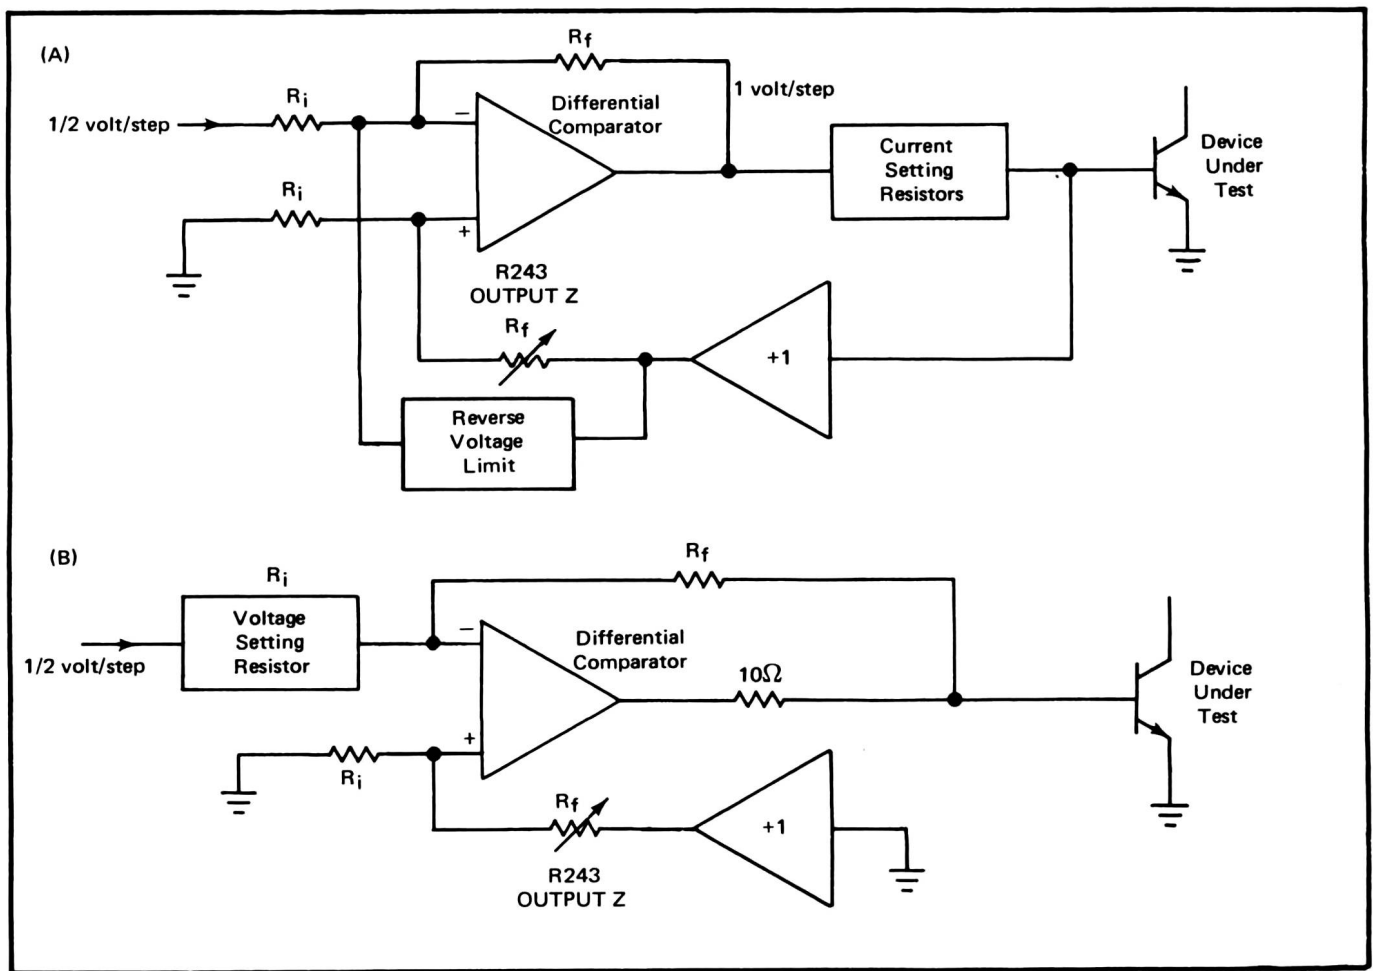 (A)
Rf
1 volt/step
Ri
1/2 volt/step
−
Differential
Comparator
Current
Setting
Resistors
Device
Under
Test
Ri
+
R243
OUTPUT Z
Rf
+1
Reverse
Voltage
Limit
(B)
Rf
Ri
Voltage
Setting
Resistor
1/2 volt/step
−
Differential
Comparator
10Ω
Device
Under
Test
+
Ri
Rf
+1
R243
OUTPUT Z